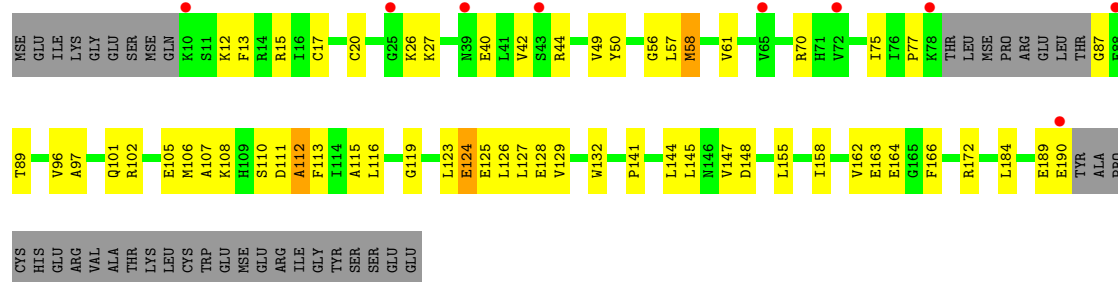 MSE GLU ILE LYS GLY GLU SER MSE GLN K10 S11 K12 F13 R14 R15 I16 C17 C20 G25 K26 K27 N39 E40 L41 V42 S43 R44 V49 Y50 G56 L57 M58 V61 V65 R70 H71 V72 I75 I76 P77 K78 THR LEU MSE PRO ARG GLU LEU THR G87
T89 V96 A97 Q101 R102 E105 M106 A107 K108 H109 S110 D111 A112 F113 I114 A115 L116 G119 L123 E124 E125 L126 L127 E128 V129 W132 P141 L144 L145 N146 V147 D148 L155 I158 V162 E163 E164 G165 F166 R172 L184 E189 E190 TYR ALA PRO
CYS HIS GLU ARG VAL ALA THR LYS LEU CYS TRP GLU MSE GLU ARG ILE GLY TYR SER SER GLU GLU